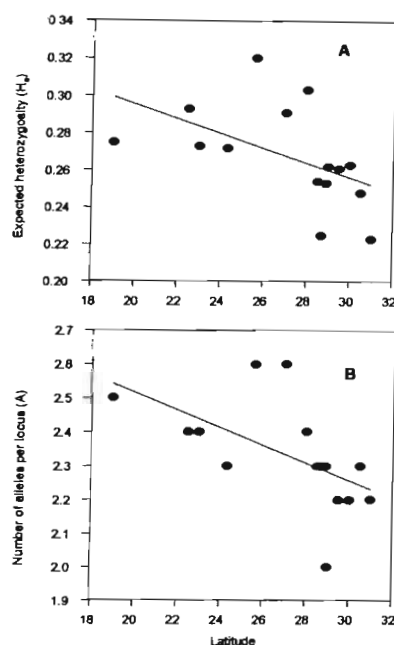 0.34
0.32
0.30
0.28
0.26
0.24
0.22
0.20
Expected heterozygosity (He)
A
18 20 22 24 26 28 30 32
2.7
2.6
2.5
2.4
2.3
2.2
2.1
2.0
1.9
Number of alleles per locus (A)
B
18 20 22 24 26 28 30 32
Latitude